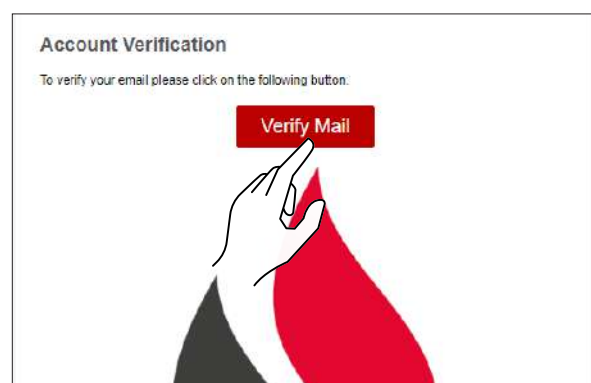 Account Verification
To verify your email please click on the following button.
Verify Mail